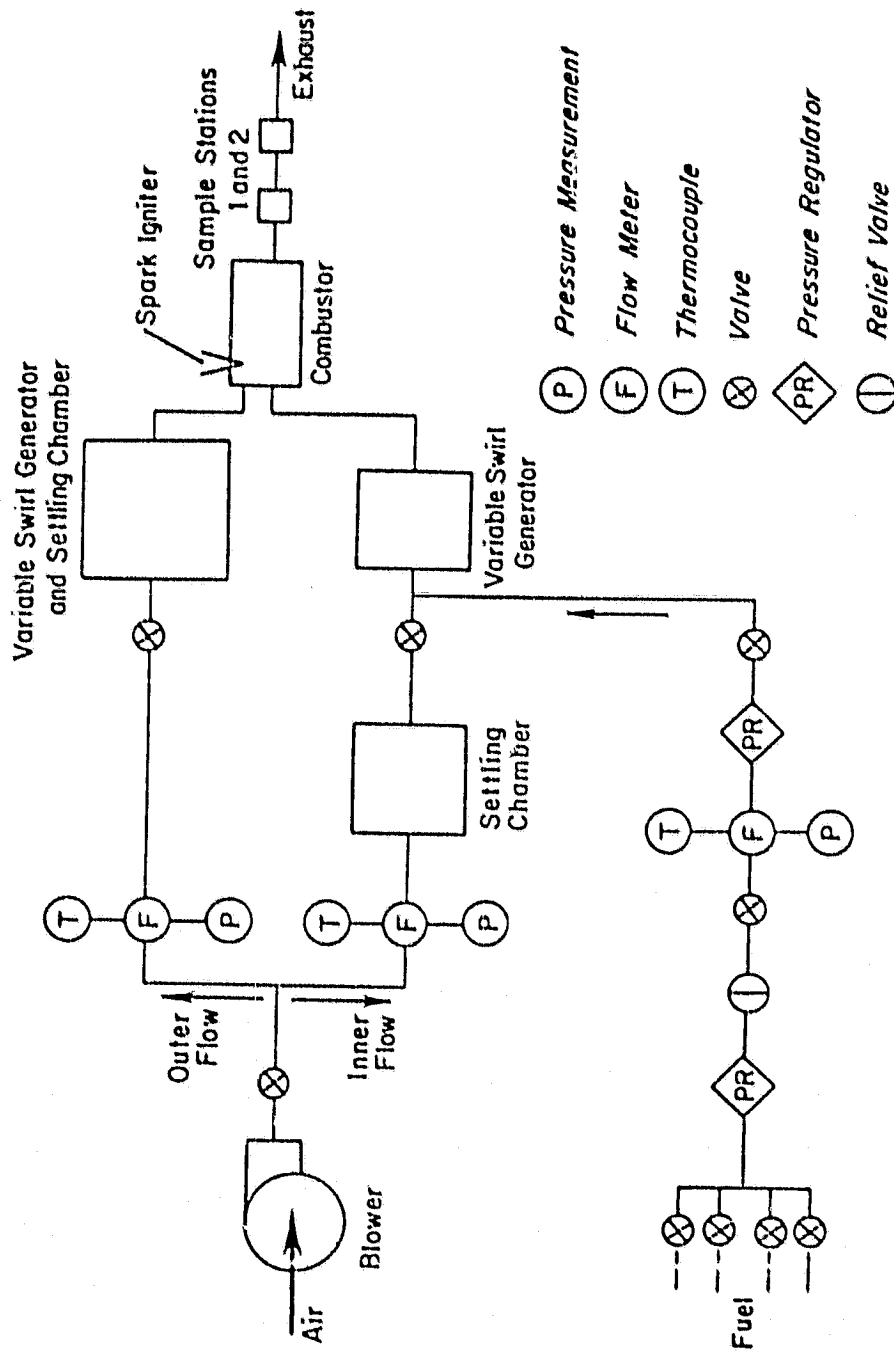 Air
Blower
Outer
Flow
Inner
Flow
T
F
P
T
F
P
Settling
Chamber
Variable Swirl Generator
and Settling Chamber
Variable Swirl
Generator
Spark Igniter
Combustor
Sample Stations
1 and 2
Exhaust
Fuel
PR
T
F
P
PR
P Pressure Measurement
F Flow Meter
T Thermocouple
Valve
PR Pressure Regulator
Relief Valve